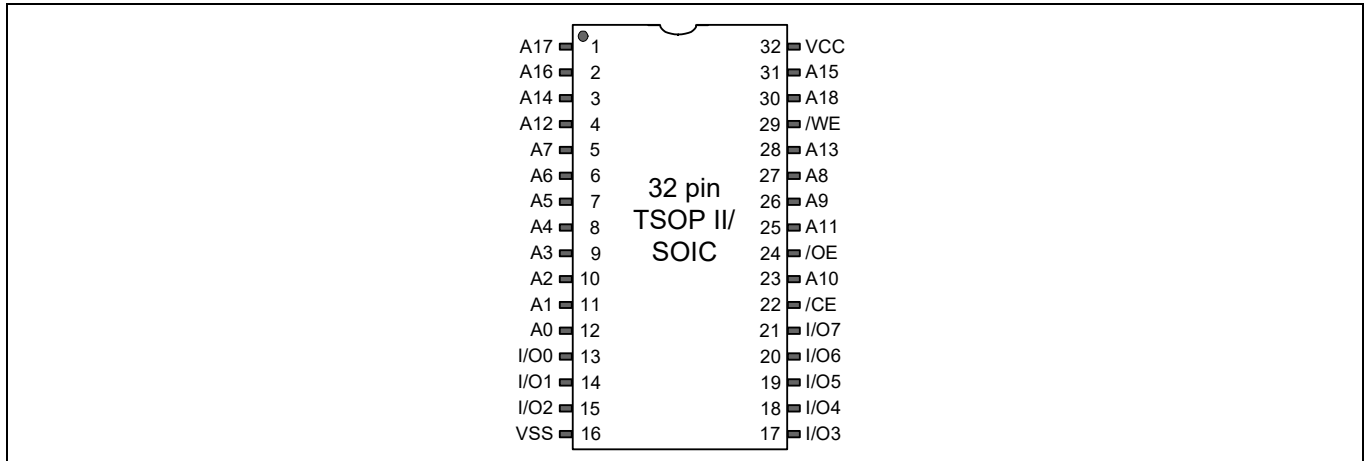 A17 1 32 VCC
A16 2 31 A15
A14 3 30 A18
A12 4 29 /WE
A7 5 28 A13
A6 6 27 A8
A5 7 26 A9
A4 8 25 A11
A3 9 24 /OE
A2 10 23 A10
A1 11 22 /CE
A0 12 21 I/O7
I/O0 13 20 I/O6
I/O1 14 19 I/O5
I/O2 15 18 I/O4
VSS 16 17 I/O3
32 pin
TSOP II/
SOIC